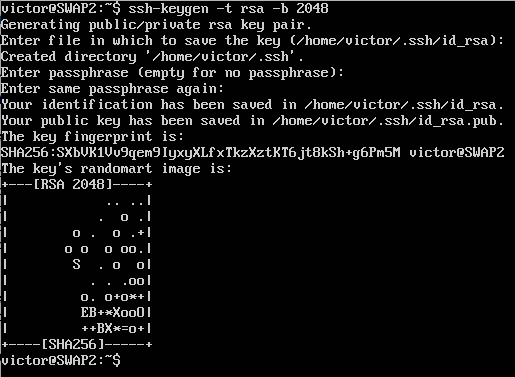 victor@SWAP2:~$ ssh-keygen -t rsa -b 2048
Generating public/private rsa key pair.
Enter file in which to save the key (/home/victor/.ssh/id_rsa):
Created directory '/home/victor/.ssh'.
Enter passphrase (empty for no passphrase):
Enter same passphrase again:
Your identification has been saved in /home/victor/.ssh/id_rsa.
Your public key has been saved in /home/victor/.ssh/id_rsa.pub.
The key fingerprint is:
SHA256:SXbVK1Vv9qem9IyxyXLfxTkzXztKT6jt8kSh+g6Pm5M victor@SWAP2
The key's randomart image is:
+---[RSA 2048]----+
|             .. ..|
|            .  o .|
|        o .  o .+|
|       o o  o oo.|
|        S  . o  o|
|          . . .oo|
|         o. o+o*+|
|         EB+*XooO|
|         ++BX*=o+|
+----[SHA256]-----+
victor@SWAP2:~$